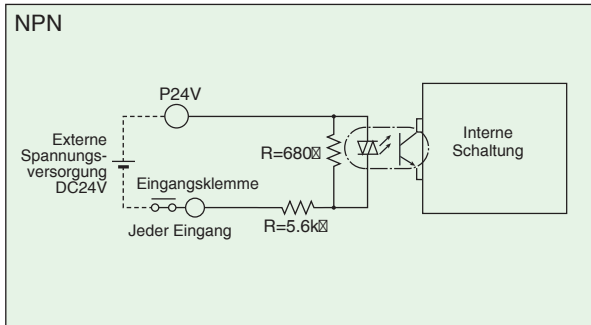 NPN
P24V
Externe
Spannungs-
versorgung
DC24V
Eingangsklemme
Jeder Eingang
R=680�
R=5.6k�
Interne
Schaltung